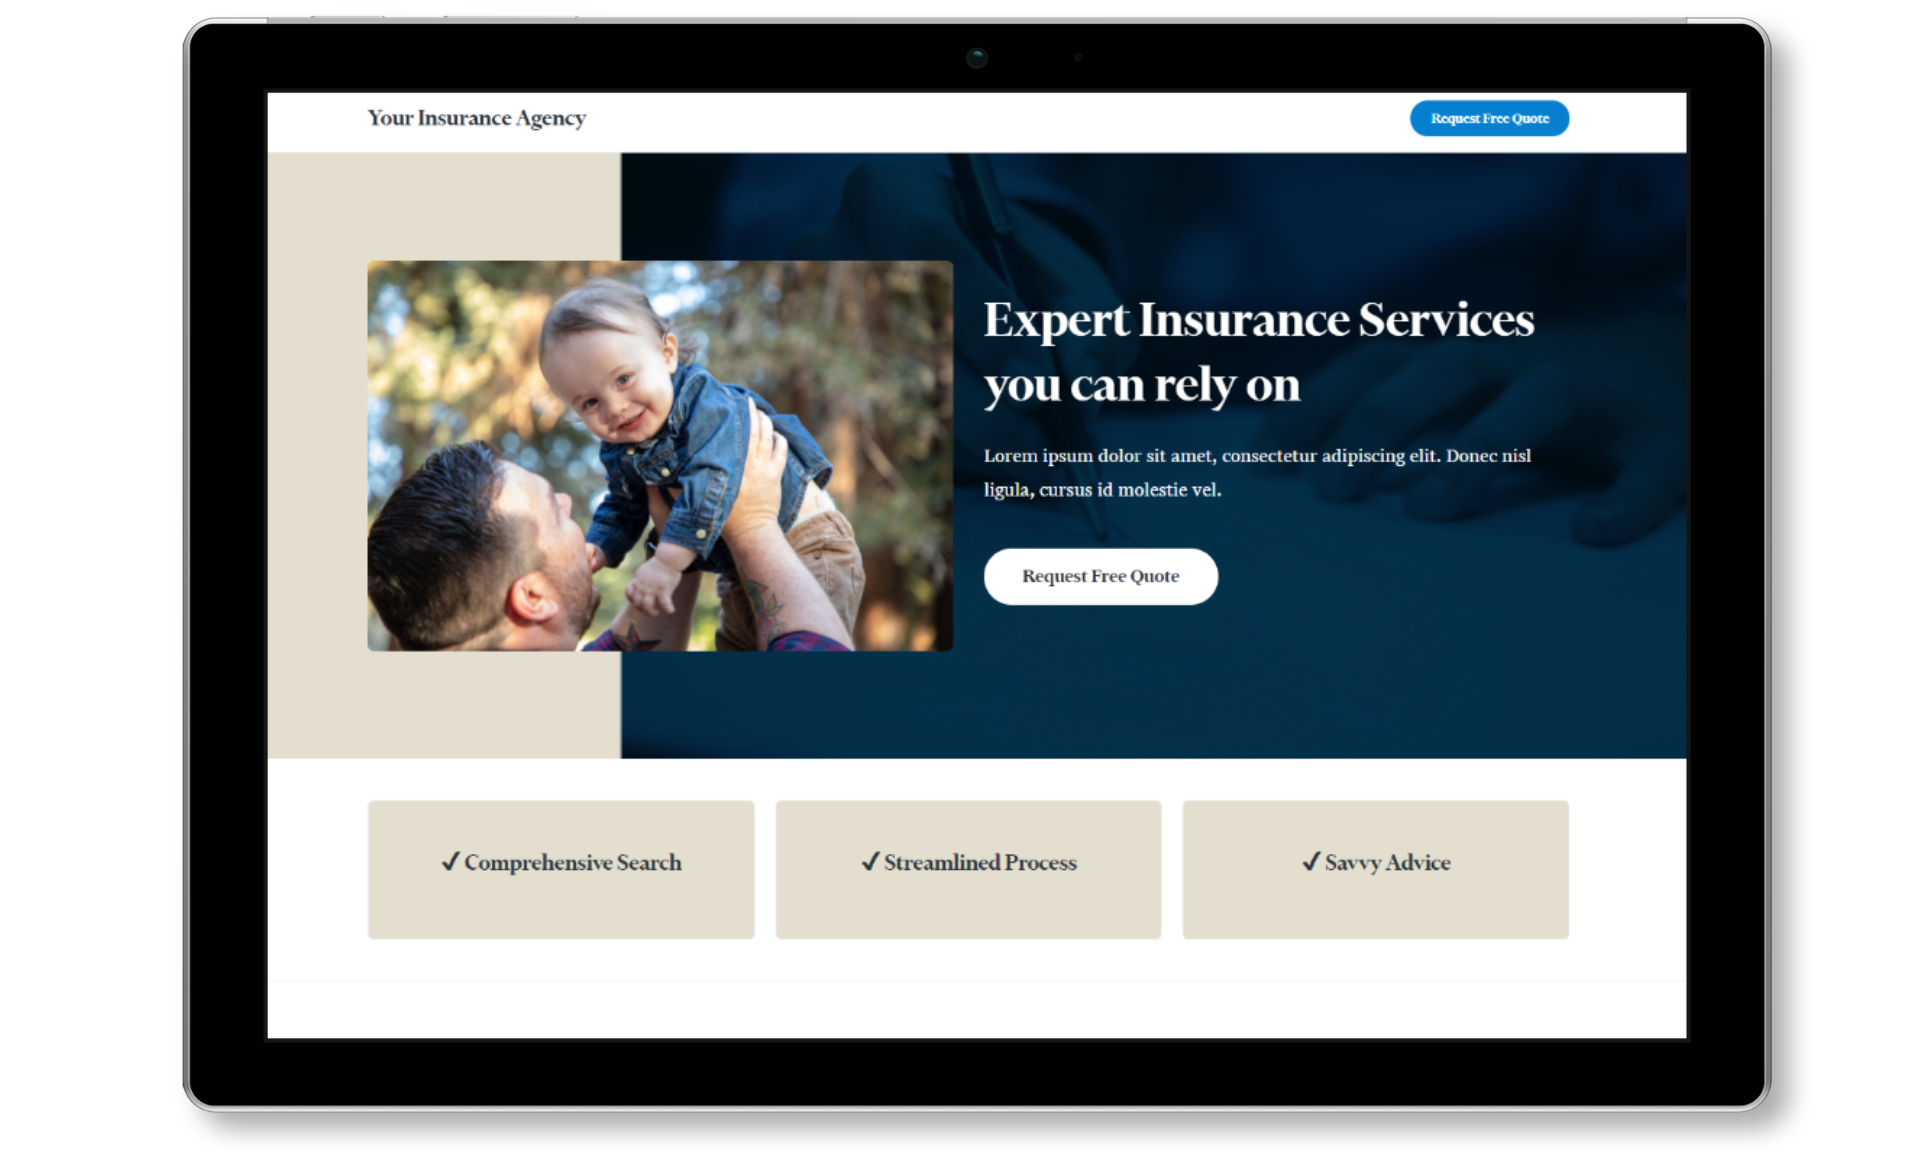 Your Insurance Agency
Request Free Quote
Expert Insurance Services
you can rely on
Lorem ipsum dolor sit amet, consectetur adipiscing elit. Donec nisl
ligula, cursus id molestie vel.
Request Free Quote
✓ Comprehensive Search
✓ Streamlined Process
✓ Savvy Advice